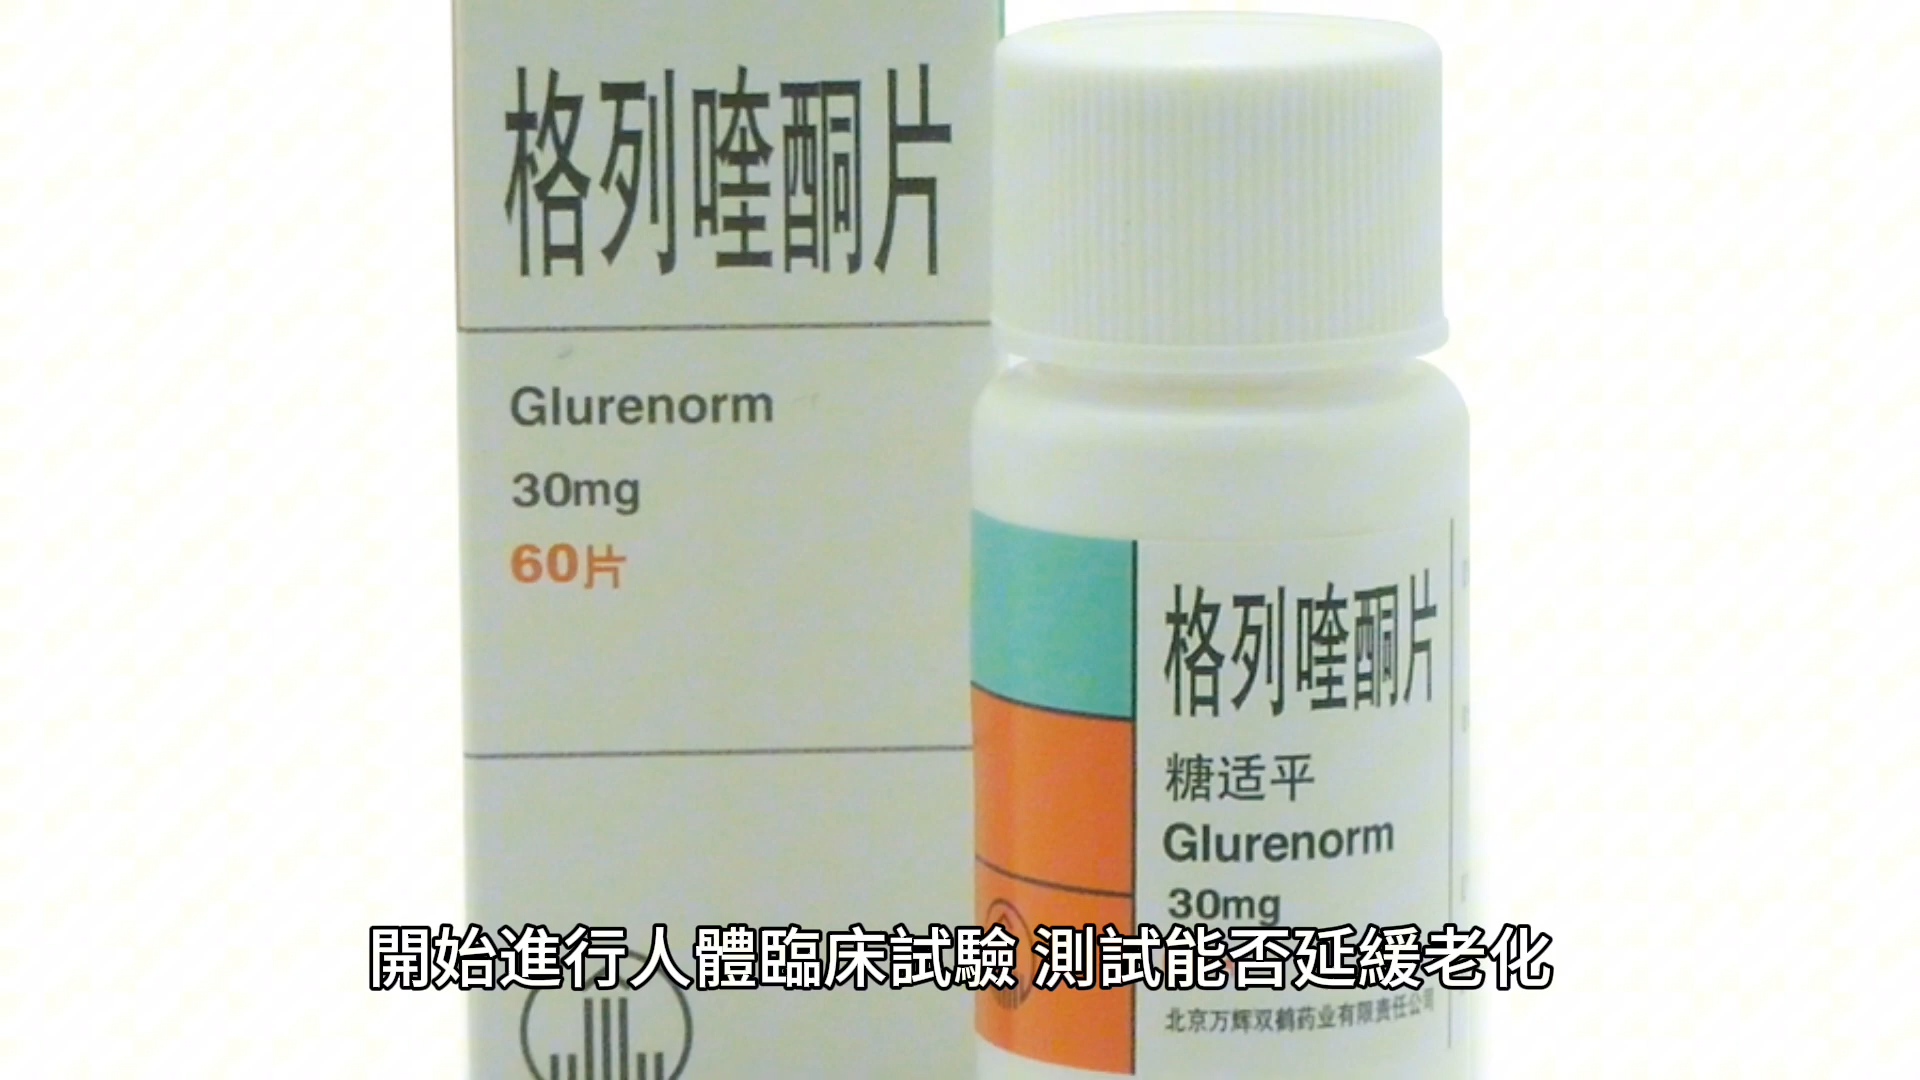 格列喹酮片
Glurenorm
30mg
60片
格列喹酮片
糖适平
Glurenorm
30mg
北京万辉双鹤药业有限责任公司
開始進行人體臨床試驗 測試能否延緩老化